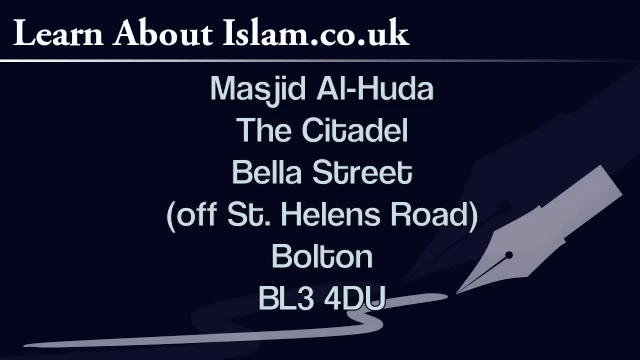 Learn About Islam.co.uk
Masjid Al-Huda
The Citadel
Bella Street
(off St. Helens Road)
Bolton
BL3 4DU